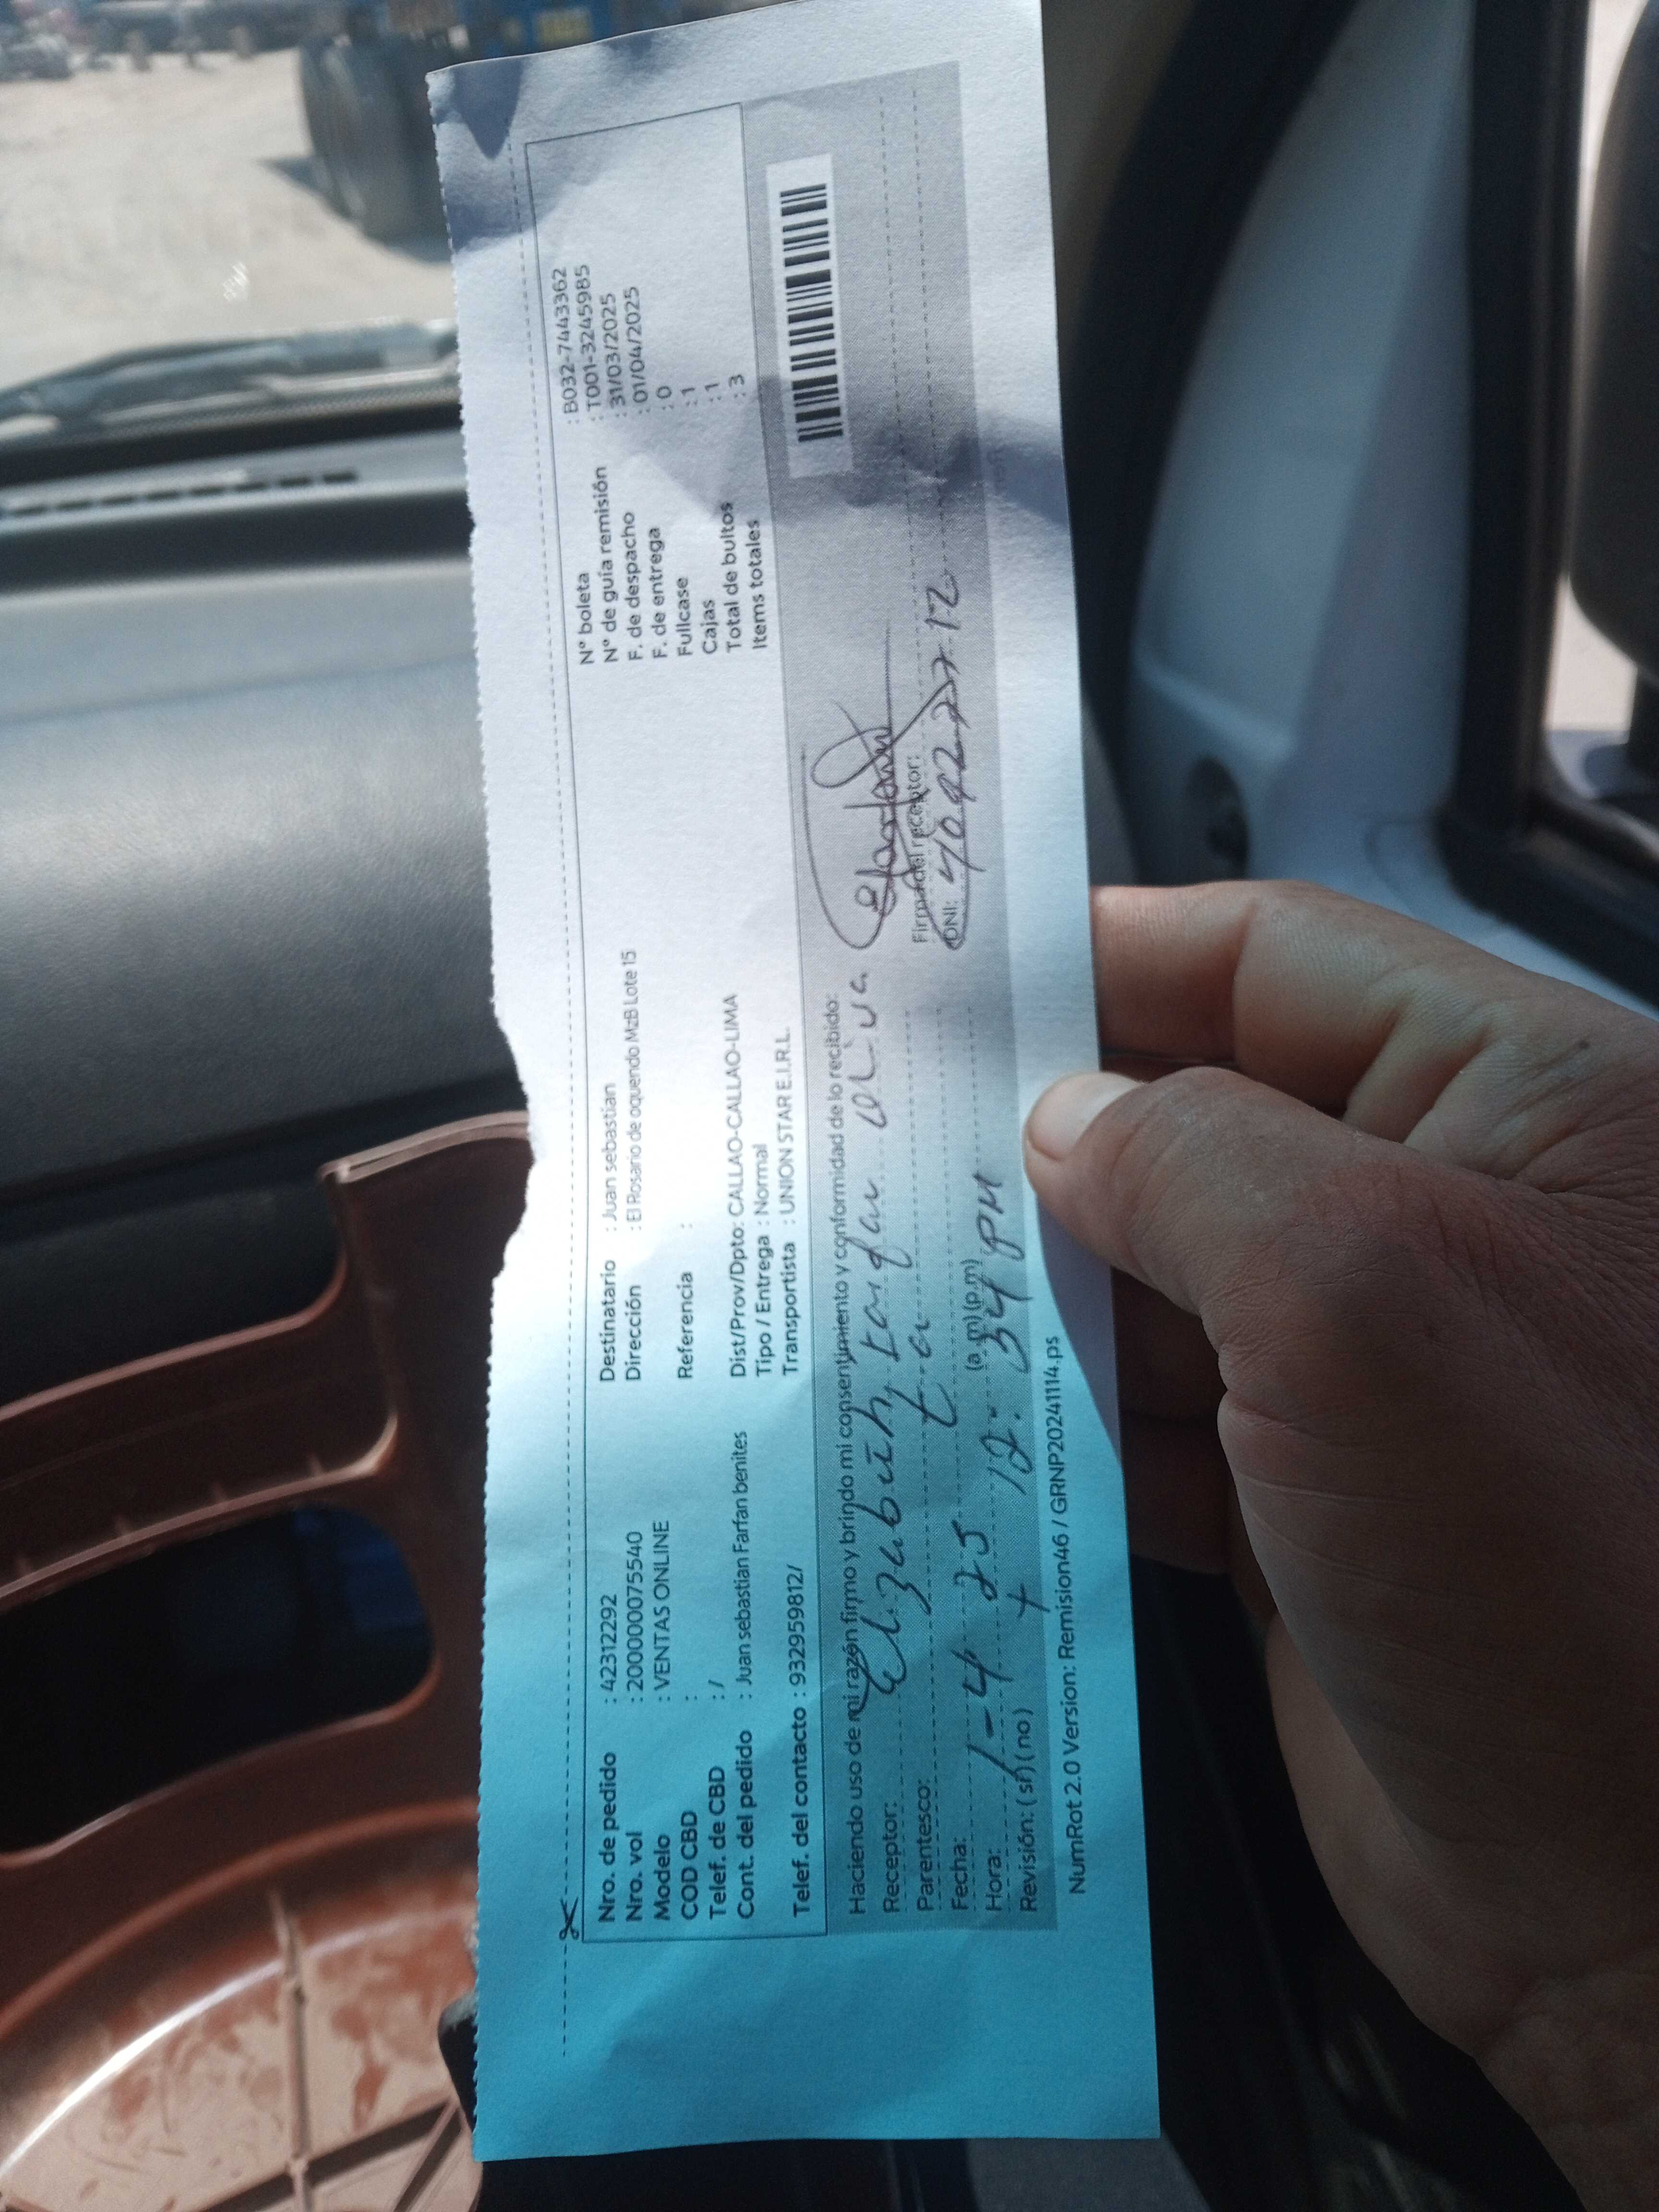 Nro. de pedido : 42312292
Nro. vol : 2000000075540
Modelo : VENTAS ONLINE
COD CBD :
Telef. de CBD : /
Cont. del pedido : Juan sebastian Farfan benites
Telef. del contacto : 932959812/
Destinatario : Juan sebastian
Dirección : El Rosario de oquendo MzB Lote 15
Referencia :
Dist/Prov/Dpto: CALLAO-CALLAO-LIMA
Tipo / Entrega : Normal
Transportista : UNION STAR E.I.R.L.
N° boleta : B032-7443362
N° de guía remisión : T001-3245985
F. de despacho : 31/03/2025
F. de entrega : 01/04/2025
Fullcase : 0
Cajas : 1
Total de bultos : 1
Items totales : 3
Haciendo uso de mi razón firmo y brindo mi consentimiento y conformidad de lo recibido:
Receptor: Elizabeth farfan oliva
Parentesco:
Fecha: 1-4 25
Hora: 12:34 PM (a.m)(p.m)
Revisión: ( si) ( no )
Firma del receptor:
DNI:
NumRot 2.0 Version: Remision46 / GRNP20241114.ps